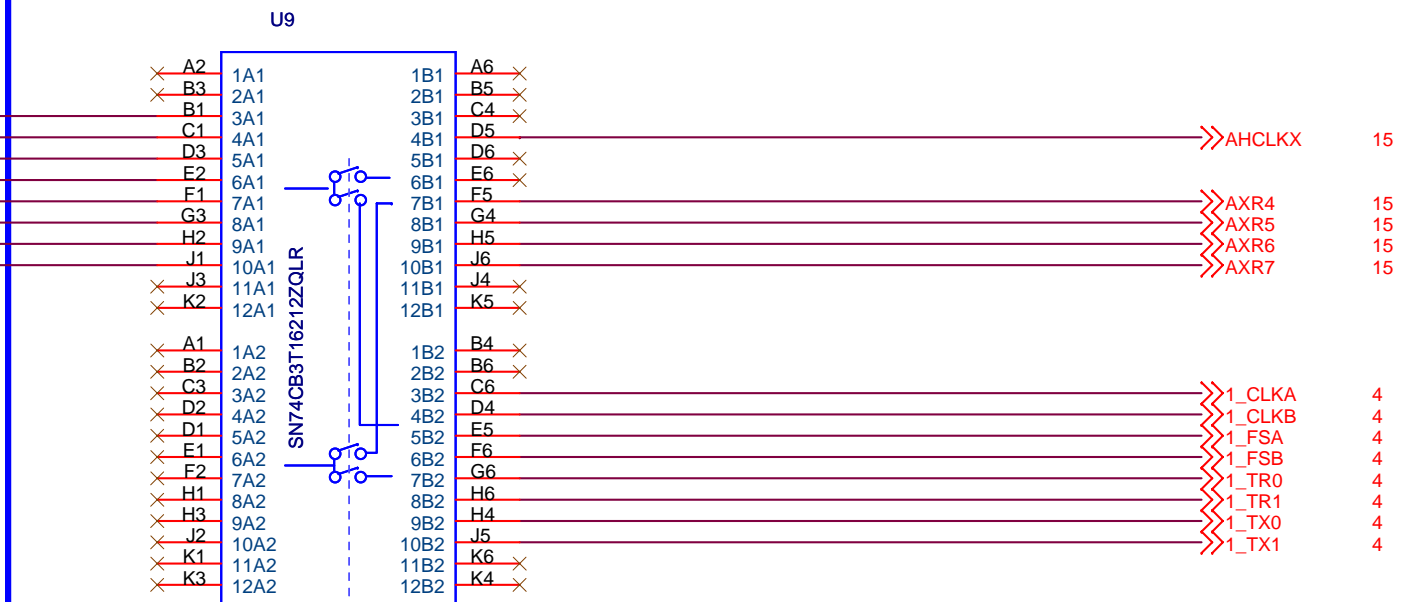 U9
A2 1A1 1B1 A6
B3 2A1 2B1 B5
B1 3A1 3B1 C4
C1 4A1 4B1 D5 AHCLKX 15
D3 5A1 5B1 D6
E2 6A1 6B1 E6
F1 7A1 7B1 F5 AXR4 15
G3 8A1 8B1 G4 AXR5 15
H2 9A1 9B1 H5 AXR6 15
J1 10A1 10B1 J6 AXR7 15
J3 11A1 11B1 J4
K2 12A1 12B1 K5
SN74CB3T16212ZQLR
A1 1A2 1B2 B4
B2 2A2 2B2 B6
C3 3A2 3B2 C6 1_CLKA 4
D2 4A2 4B2 D4 1_CLKB 4
D1 5A2 5B2 E5 1_FSA 4
E1 6A2 6B2 F6 1_FSB 4
F2 7A2 7B2 G6 1_TR0 4
H1 8A2 8B2 H6 1_TR1 4
H3 9A2 9B2 H4 1_TX0 4
J2 10A2 10B2 J5 1_TX1 4
K1 11A2 11B2 K6
K3 12A2 12B2 K4